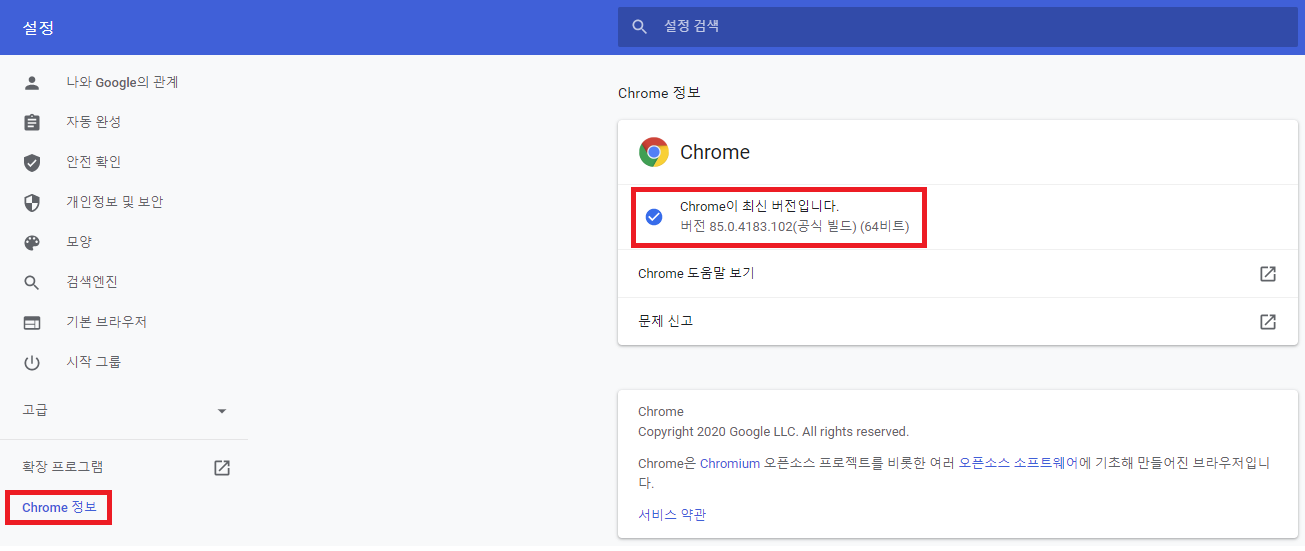 설정
설정 검색
나와 Google의 관계
자동 완성
안전 확인
개인정보 및 보안
모양
검색엔진
기본 브라우저
시작 그룹
고급
확장 프로그램
Chrome 정보
Chrome 정보
Chrome
Chrome이 최신 버전입니다.
버전 85.0.4183.102(공식 빌드) (64비트)
Chrome 도움말 보기
문제 신고
Chrome
Copyright 2020 Google LLC. All rights reserved.
Chrome은 Chromium 오픈소스 프로젝트를 비롯한 여러 오픈소스 소프트웨어에 기초해 만들어진 브라우저입니
다.
서비스 약관